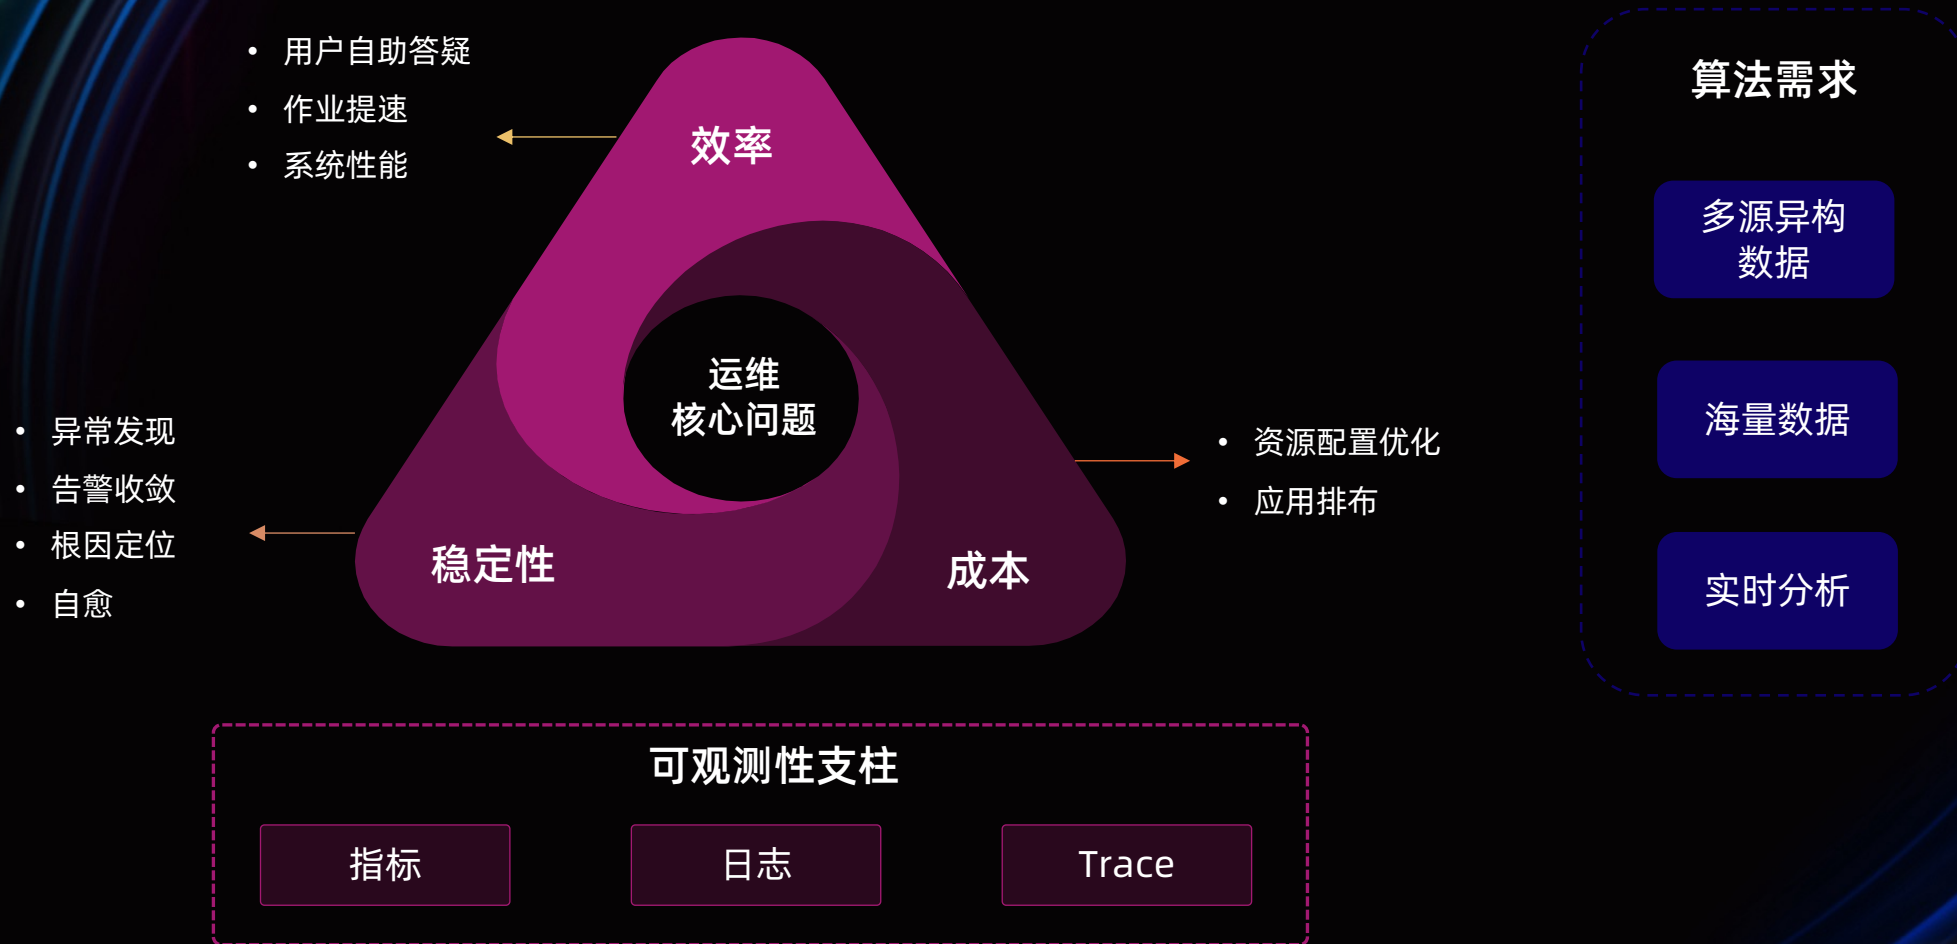 • 用户自助答疑
• 作业提速
• 系统性能
效率
运维
核心问题
• 异常发现
• 告警收敛
• 根因定位
• 自愈
稳定性
成本
• 资源配置优化
• 应用排布
可观测性支柱
指标
日志
Trace
算法需求
多源异构
数据
海量数据
实时分析